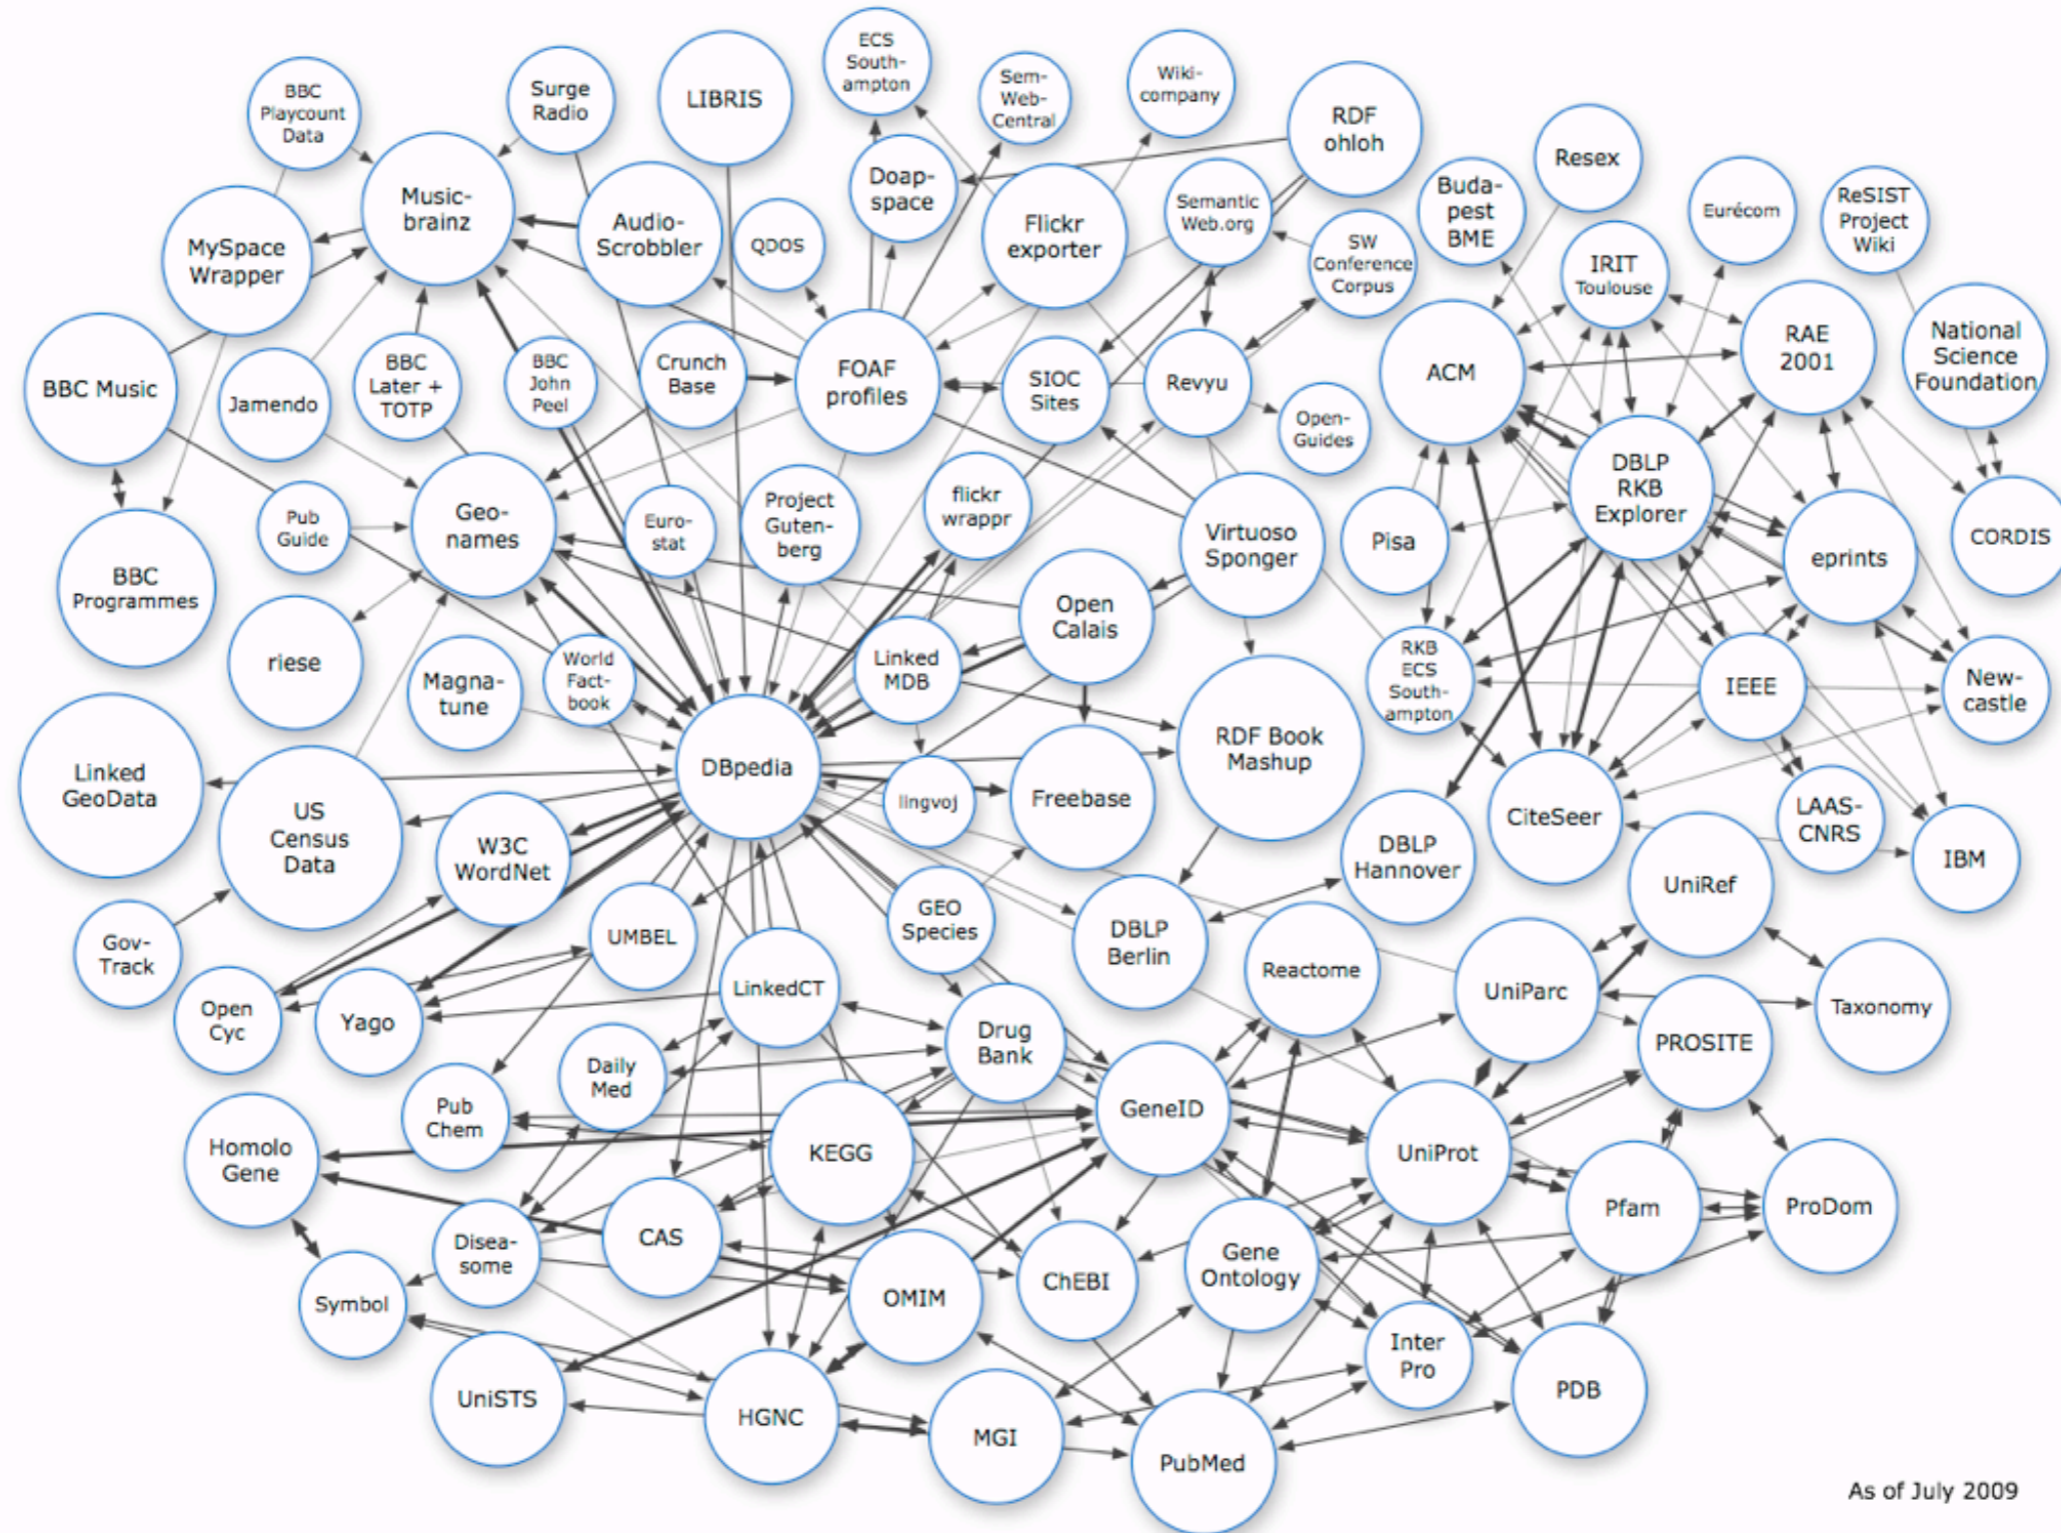 BBC
Playcount
Data
Surge
Radio
LIBRIS
ECS
South-
ampton
Sem-
Web-
Central
Wiki-
company
RDF
ohloh
Resex
Music-
brainz
MySpace
Wrapper
Audio-
Scrobbler
QDOS
Doap-
space
Flickr
exporter
Semantic
Web.org
SW
Conference
Corpus
Buda-
pest
BME
IRIT
Toulouse
Eurécom
ReSIST
Project
Wiki
BBC Music
Jamendo
BBC
Later +
TOTP
BBC
John
Peel
Crunch
Base
FOAF
profiles
SIOC
Sites
Revyu
Open-
Guides
ACM
RAE
2001
National
Science
Foundation
BBC
Programmes
Pub
Guide
Geo-
names
Euro-
stat
Project
Guten-
berg
flickr
wrappr
Virtuoso
Sponger
Pisa
DBLP
RKB
Explorer
eprints
CORDIS
riese
Magna-
tune
World
Fact-
book
Linked
MDB
Open
Calais
RKB
ECS
South-
ampton
IEEE
New-
castle
Linked
GeoData
US
Census
Data
W3C
WordNet
DBpedia
lingvoj
Freebase
RDF Book
Mashup
DBLP
Hannover
CiteSeer
LAAS-
CNRS
IBM
Gov-
Track
Open
Cyc
Yago
UMBEL
LinkedCT
GEO
Species
DBLP
Berlin
Reactome
UniParc
UniRef
Taxonomy
PROSITE
Pub
Chem
Daily
Med
Drug
Bank
Homolo
Gene
KEGG
GeneID
UniProt
Pfam
ProDom
Symbol
Disea-
some
CAS
OMIM
ChEBI
Gene
Ontology
Inter
Pro
PDB
UniSTS
HGNC
MGI
PubMed
As of July 2009